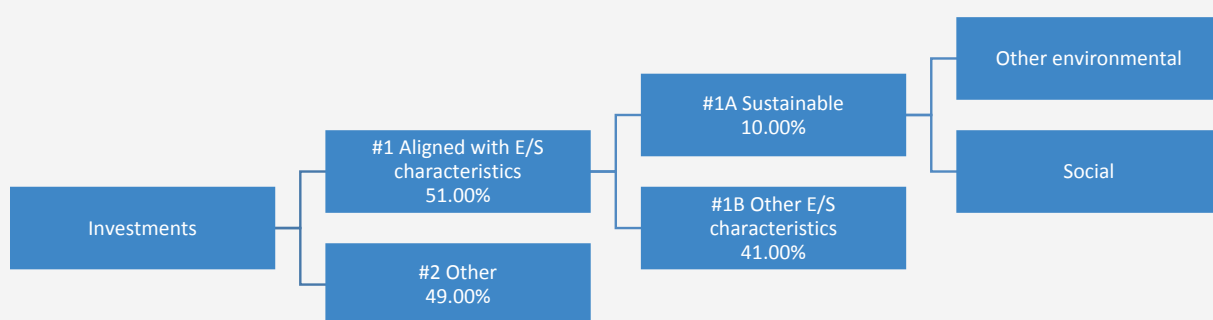 Investments
#1 Aligned with E/S
characteristics
51.00%
#2 Other
49.00%
#1A Sustainable
10.00%
#1B Other E/S
characteristics
41.00%
Other environmental
Social